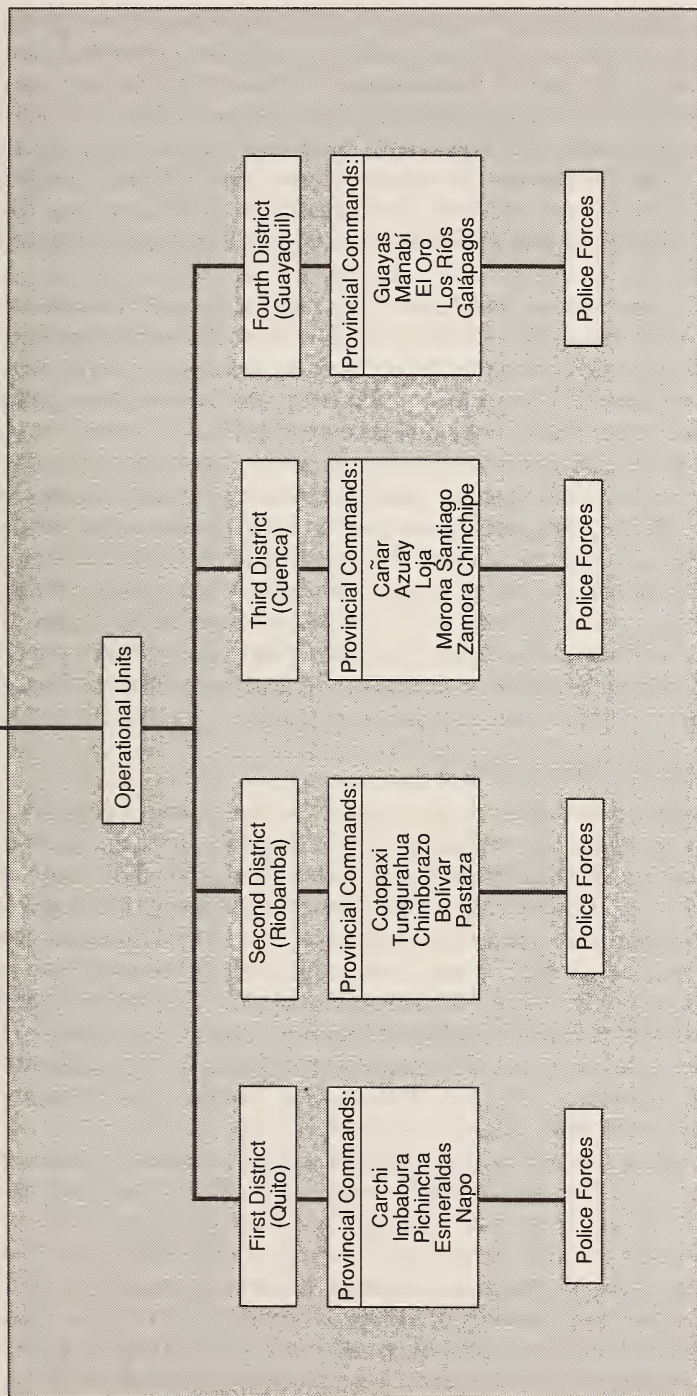 Operational Units
First District
(Quito)
Provincial Commands:
Carchi
Imbabura
Pichincha
Esmeraldas
Napo
Police Forces
Second District
(Riobamba)
Provincial Commands:
Cotopaxi
Tungurahua
Chimborazo
Bolívar
Pastaza
Police Forces
Third District
(Cuenca)
Provincial Commands:
Cañar
Azuay
Loja
Morona Santiago
Zamora Chinchipe
Police Forces
Fourth District
(Guayaquil)
Provincial Commands:
Guayas
Manabí
El Oro
Los Ríos
Galápagos
Police Forces